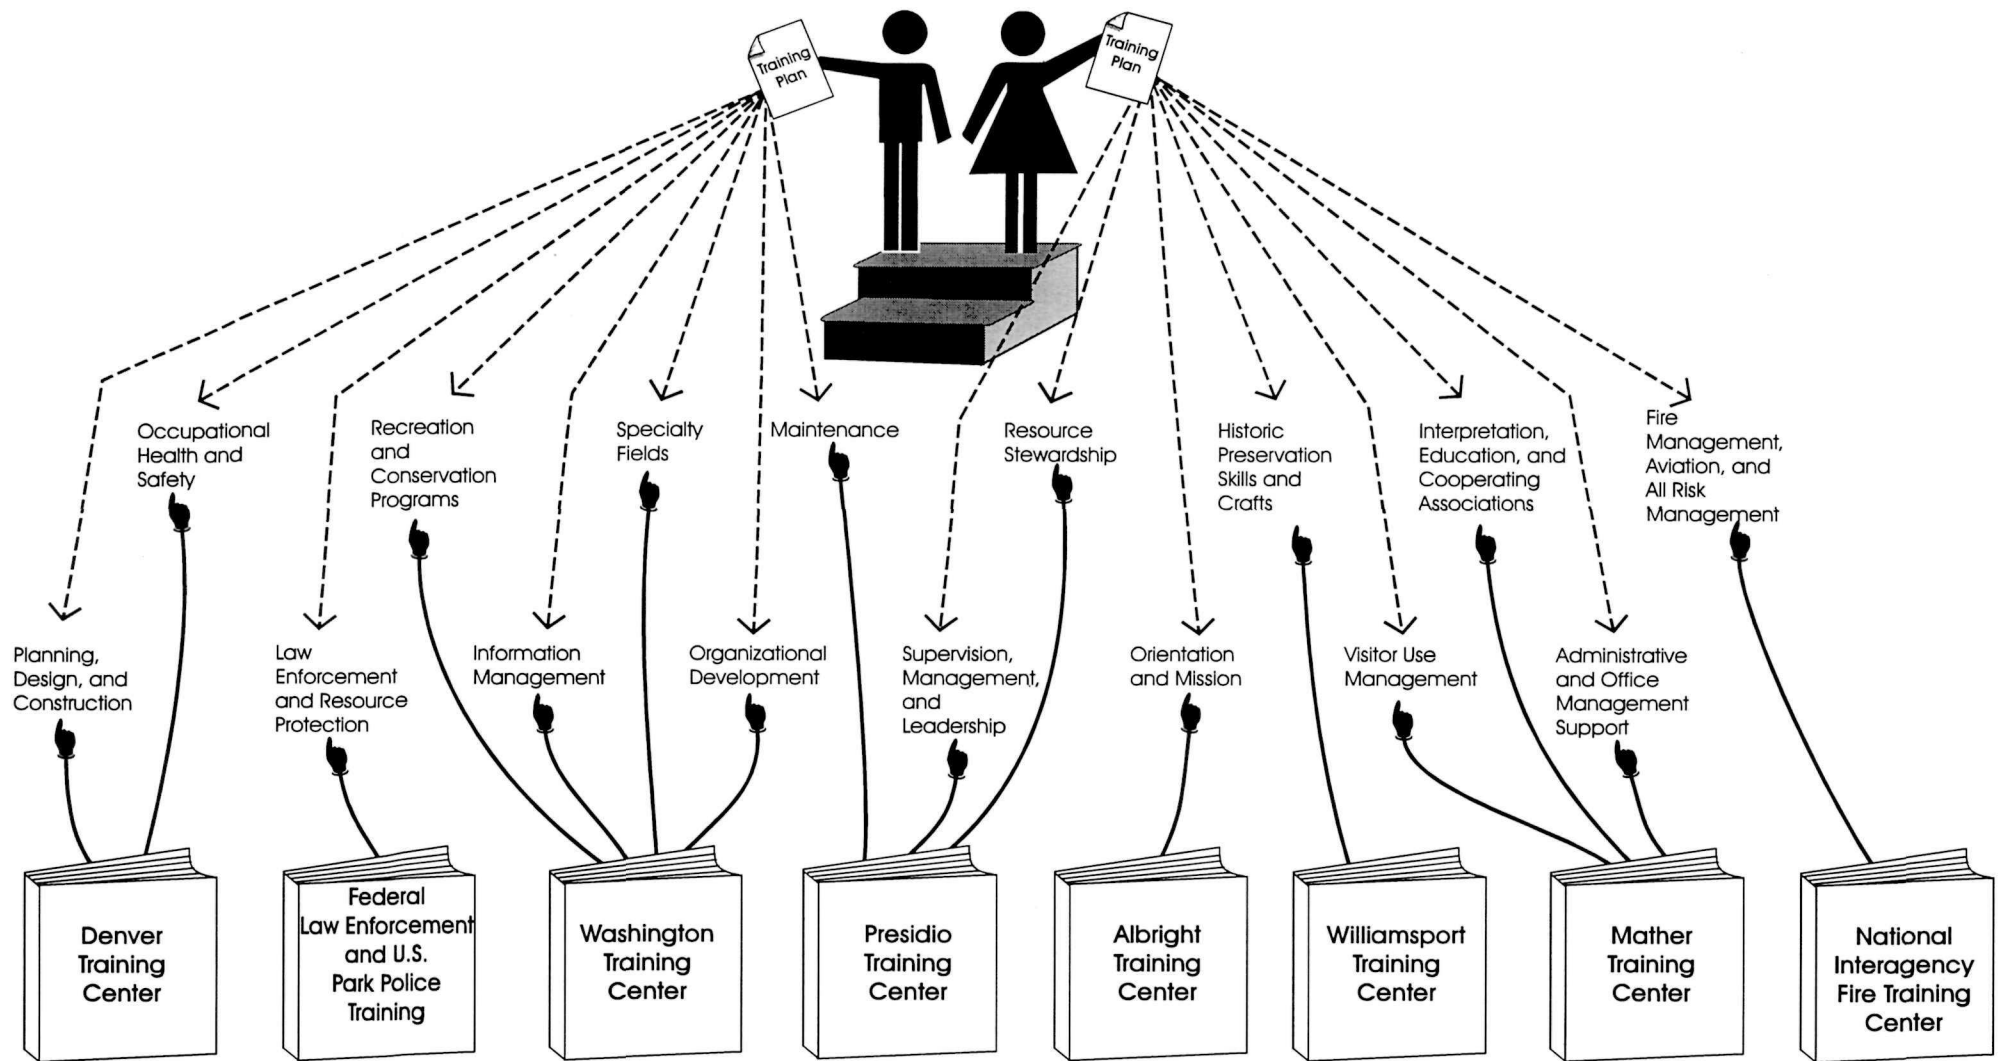 Training
Plan
Training
Plan
Occupational
Health and
Safety
Recreation
and
Conservation
Programs
Specialty
Fields
Maintenance
Resource
Stewardship
Historic
Preservation
Skills and
Crafts
Interpretation,
Education, and
Cooperating
Associations
Fire
Management,
Aviation, and
All Risk
Management
Planning,
Design, and
Construction
Law
Enforcement
and Resource
Protection
Information
Management
Organizational
Development
Supervision,
Management,
and
Leadership
Orientation
and Mission
Visitor Use
Management
Administrative
and Office
Management
Support
Denver
Training
Center
Federal
Law Enforcement
and U.S.
Park Police
Training
Washington
Training
Center
Presidio
Training
Center
Albright
Training
Center
Williamsport
Training
Center
Mather
Training
Center
National
Interagency
Fire Training
Center